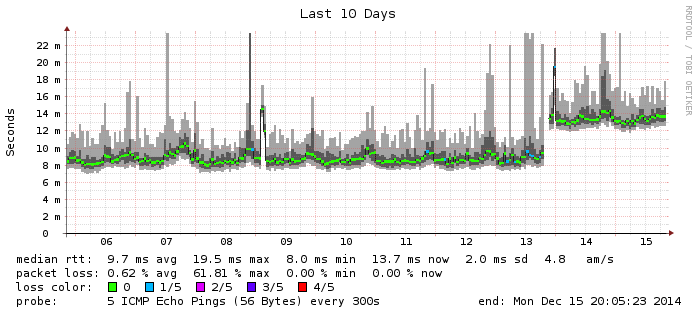 Last 10 Days
RRDTOOL / TOBI OETIKER
Seconds
22 m
20 m
18 m
16 m
14 m
12 m
10 m
8 m
6 m
4 m
2 m
0
06 07 08 09 10 11 12 13 14 15
median rtt: 9.7 ms avg 19.5 ms max 8.0 ms min 13.7 ms now 2.0 ms sd 4.8 am/s
packet loss: 0.62 % avg 61.81 % max 0.00 % min 0.00 % now
loss color: 0 1/5 2/5 3/5 4/5
probe: 5 ICMP Echo Pings (56 Bytes) every 300s end: Mon Dec 15 20:05:23 2014